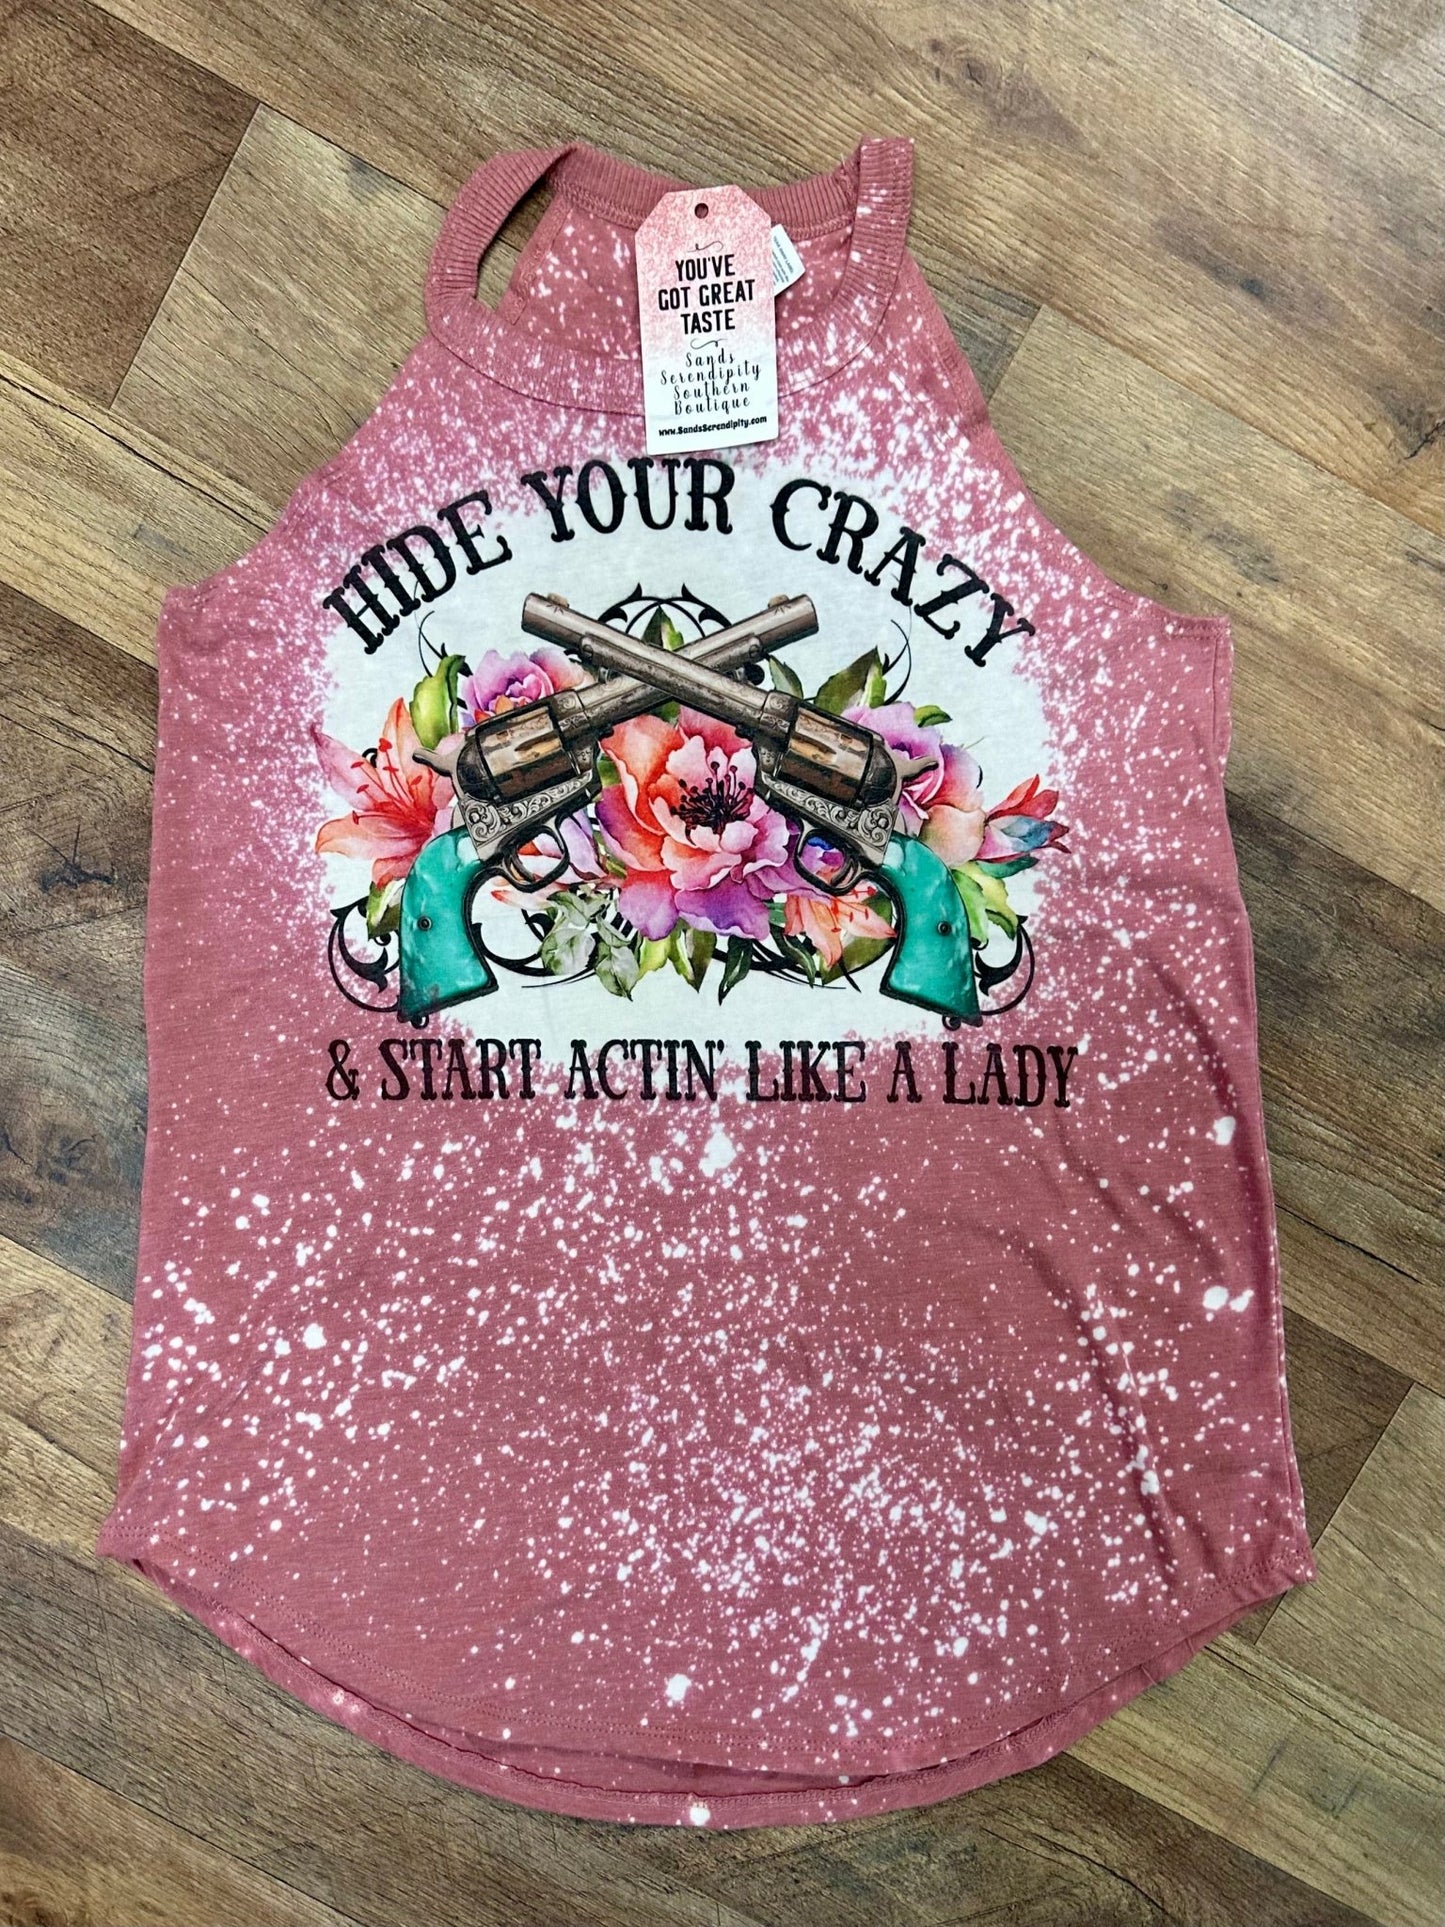 YOU'VE
GOT GREAT
TASTE
Sands
Serendipity
Southern
Boutique
www.SandsSerendipity.com
HIDE YOUR CRAZY
& START ACTIN' LIKE A LADY